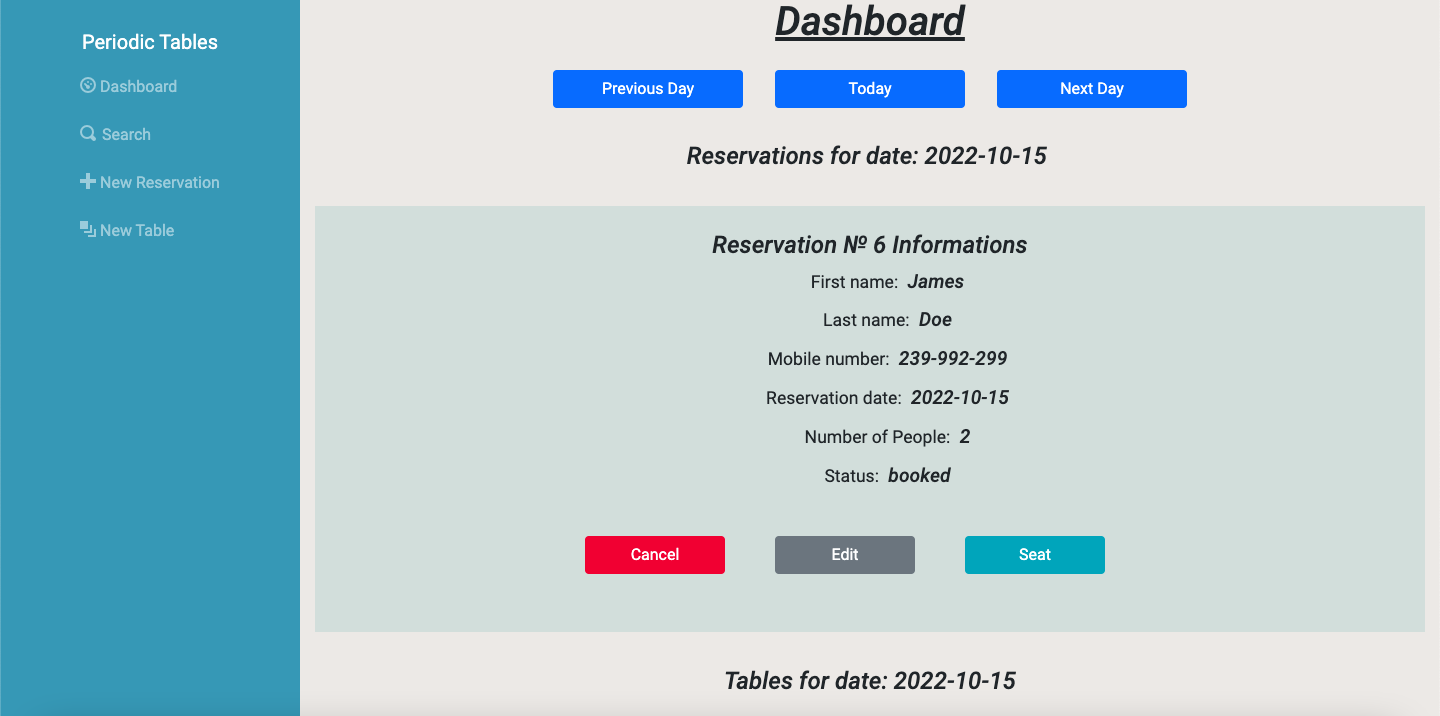 Periodic Tables
Dashboard
Search
New Reservation
New Table
Dashboard
Previous Day Today Next Day
Reservations for date: 2022-10-15
Reservation № 6 Informations
First name: James
Last name: Doe
Mobile number: 239-992-299
Reservation date: 2022-10-15
Number of People: 2
Status: booked
Cancel Edit Seat
Tables for date: 2022-10-15